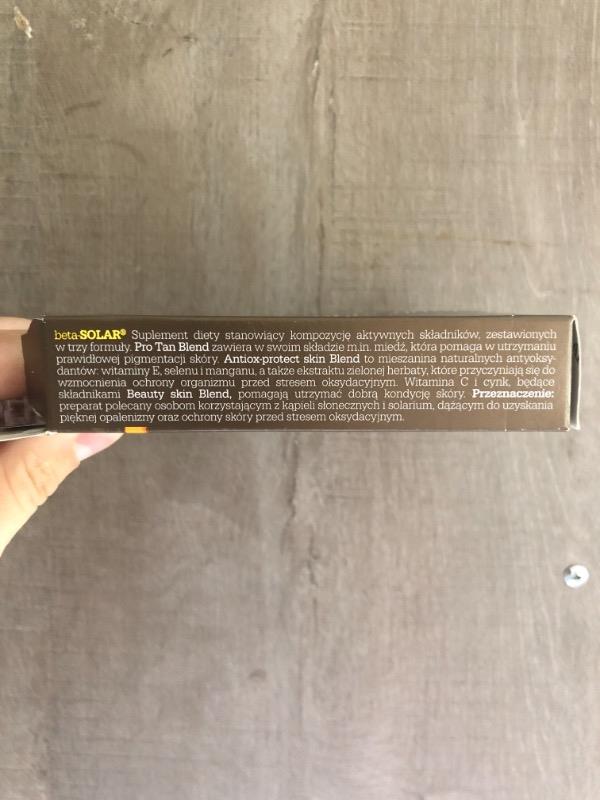 beta-SOLAR® Suplement diety stanowiący kompozycję aktywnych składników, zestawionych
w trzy formuły. Pro Tan Blend zawiera w swoim składzie m.in. miedź, która pomaga w utrzymaniu
prawidłowej pigmentacji skóry. Antiox-protect skin Blend to mieszanina naturalnych antyoksy-
dantów: witaminy E, selenu i manganu, a także ekstraktu zielonej herbaty, które przyczyniają się do
wzmocnienia ochrony organizmu przed stresem oksydacyjnym. Witamina C i cynk, będące
składnikami Beauty skin Blend, pomagają utrzymać dobrą kondycję skóry. Przeznaczenie:
preparat polecany osobom korzystającym z kąpieli słonecznych i solarium, dążącym do uzyskania
pięknej opalenizny oraz ochrony skóry przed stresem oksydacyjnym.